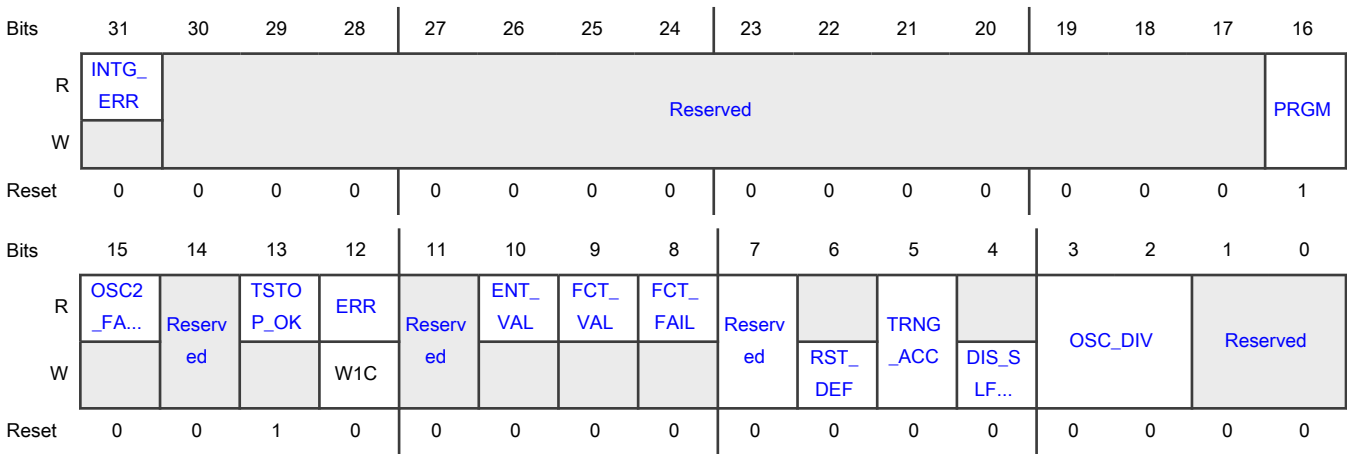 Bits 31 30 29 28 27 26 25 24 23 22 21 20 19 18 17 16
R INTG_
ERR
Reserved
PRGM
W
Reset 0 0 0 0 0 0 0 0 0 0 0 0 0 0 0 1
Bits 15 14 13 12 11 10 9 8 7 6 5 4 3 2 1 0
R OSC2
_FA...
Reserv
ed
TSTO
P_OK
ERR
Reserv
ed
ENT_
VAL
FCT_
VAL
FCT_
FAIL
Reserv
ed
TRNG
_ACC
OSC_DIV
Reserved
W W1C
RST_
DEF
DIS_S
LF...
Reset 0 0 1 0 0 0 0 0 0 0 0 0 0 0 0 0